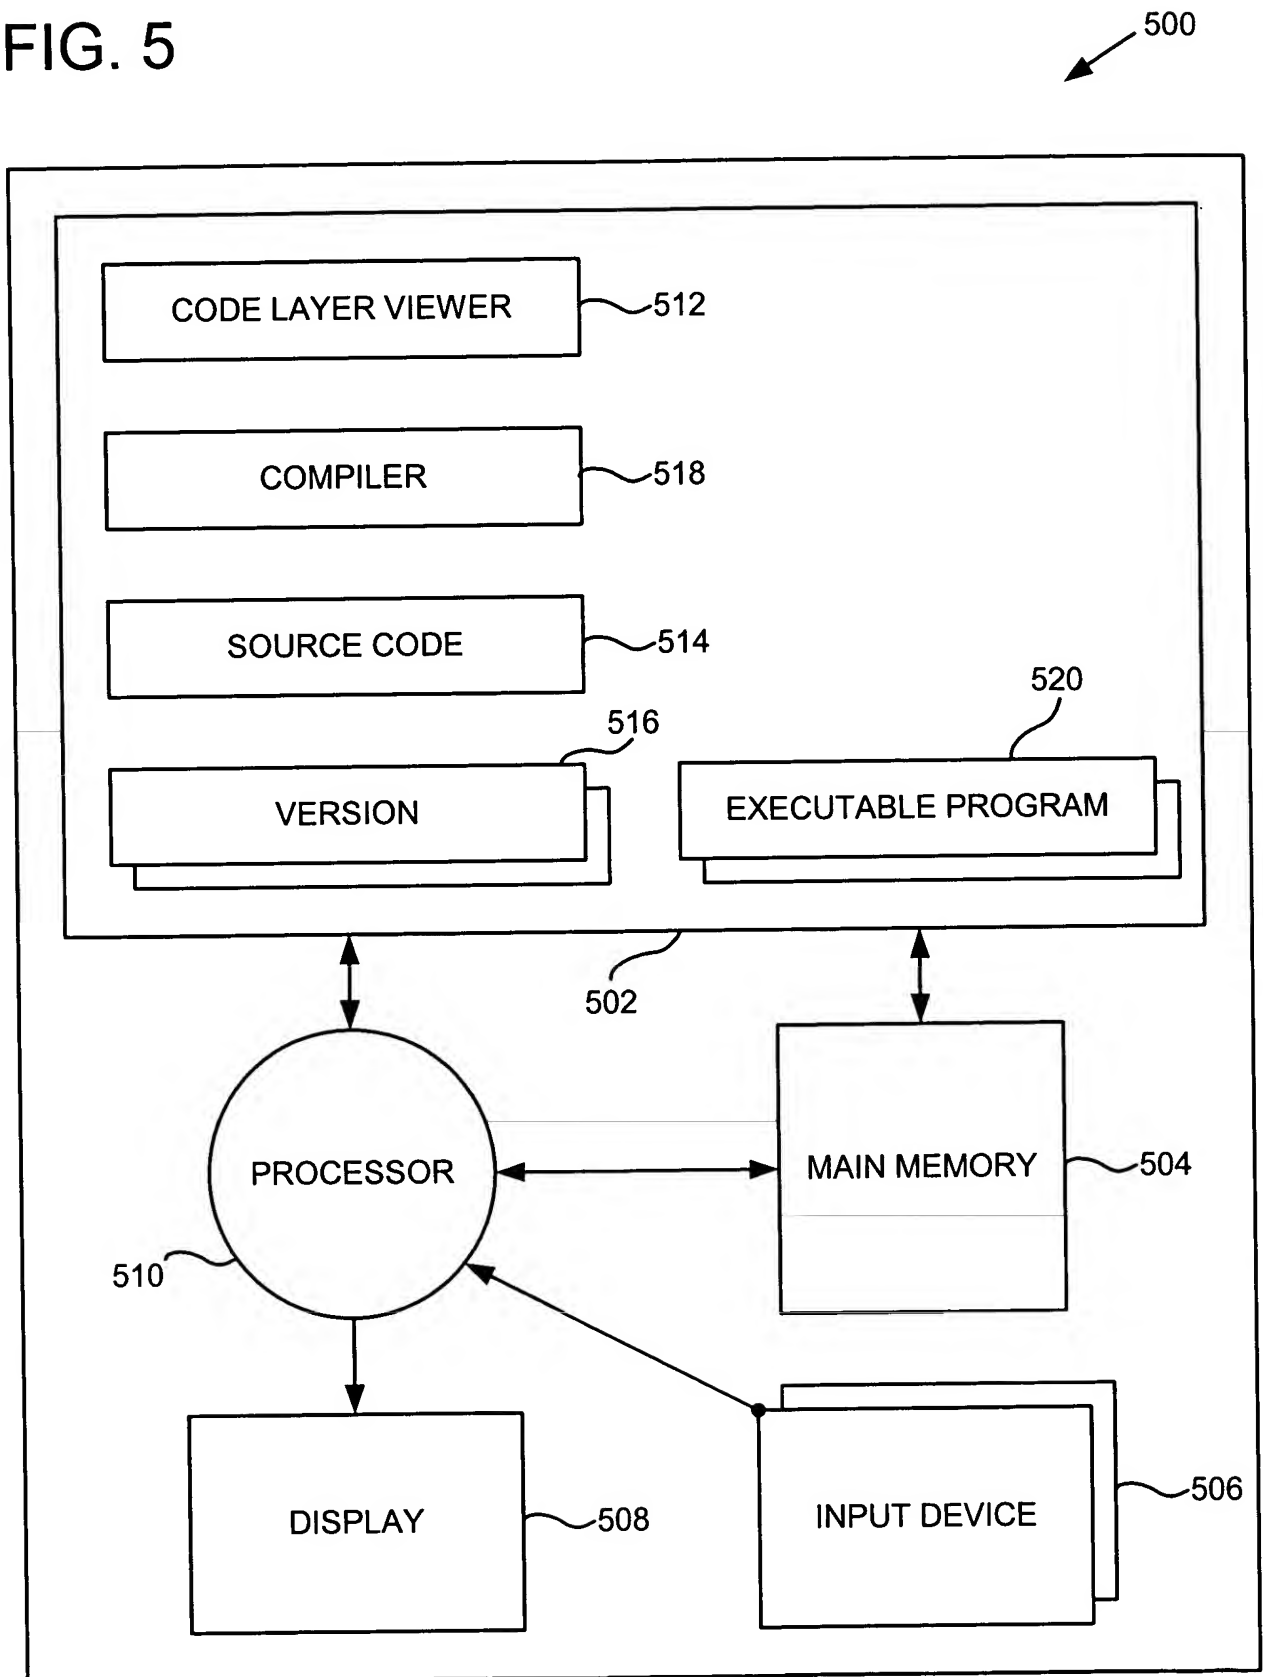 FIG. 5
500
CODE LAYER VIEWER
512
COMPILER
518
SOURCE CODE
514
520
516
VERSION
EXECUTABLE PROGRAM
502
PROCESSOR
MAIN MEMORY
504
510
DISPLAY
508
INPUT DEVICE
506